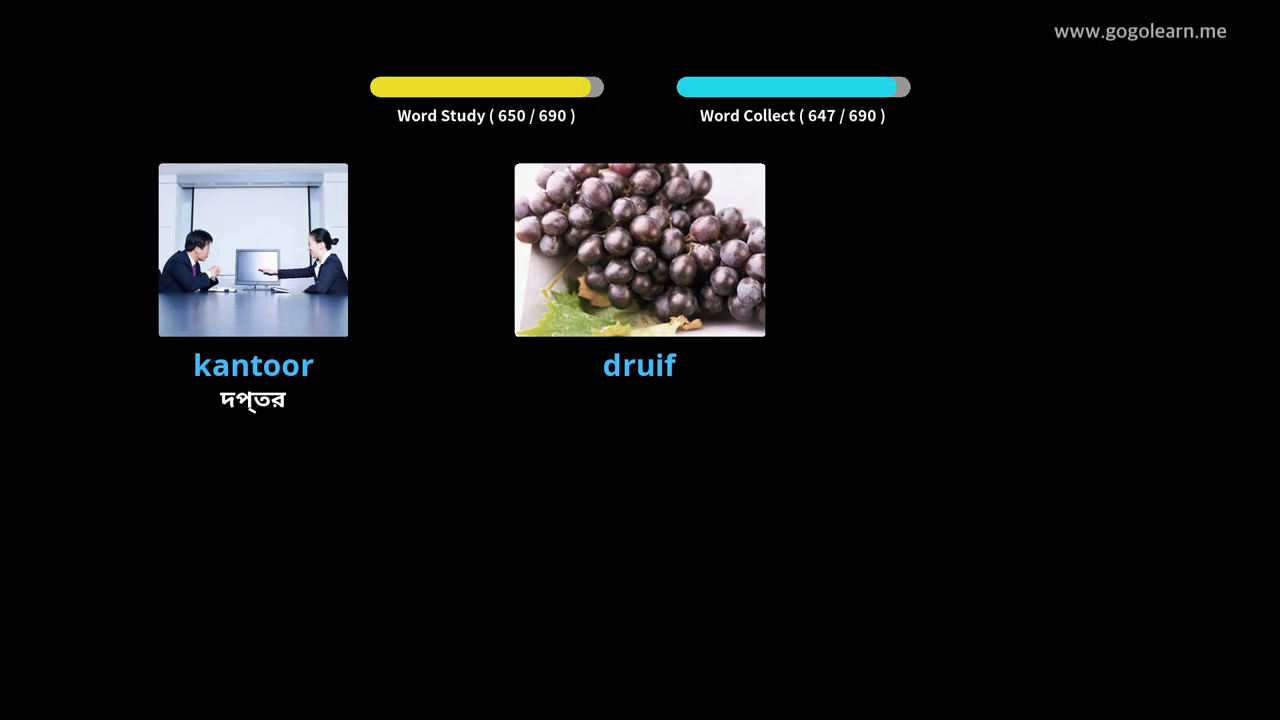 www.gogolearn.me
Word Study ( 650 / 690 )
Word Collect ( 647 / 690 )
kantoor
দপ্তর
druif